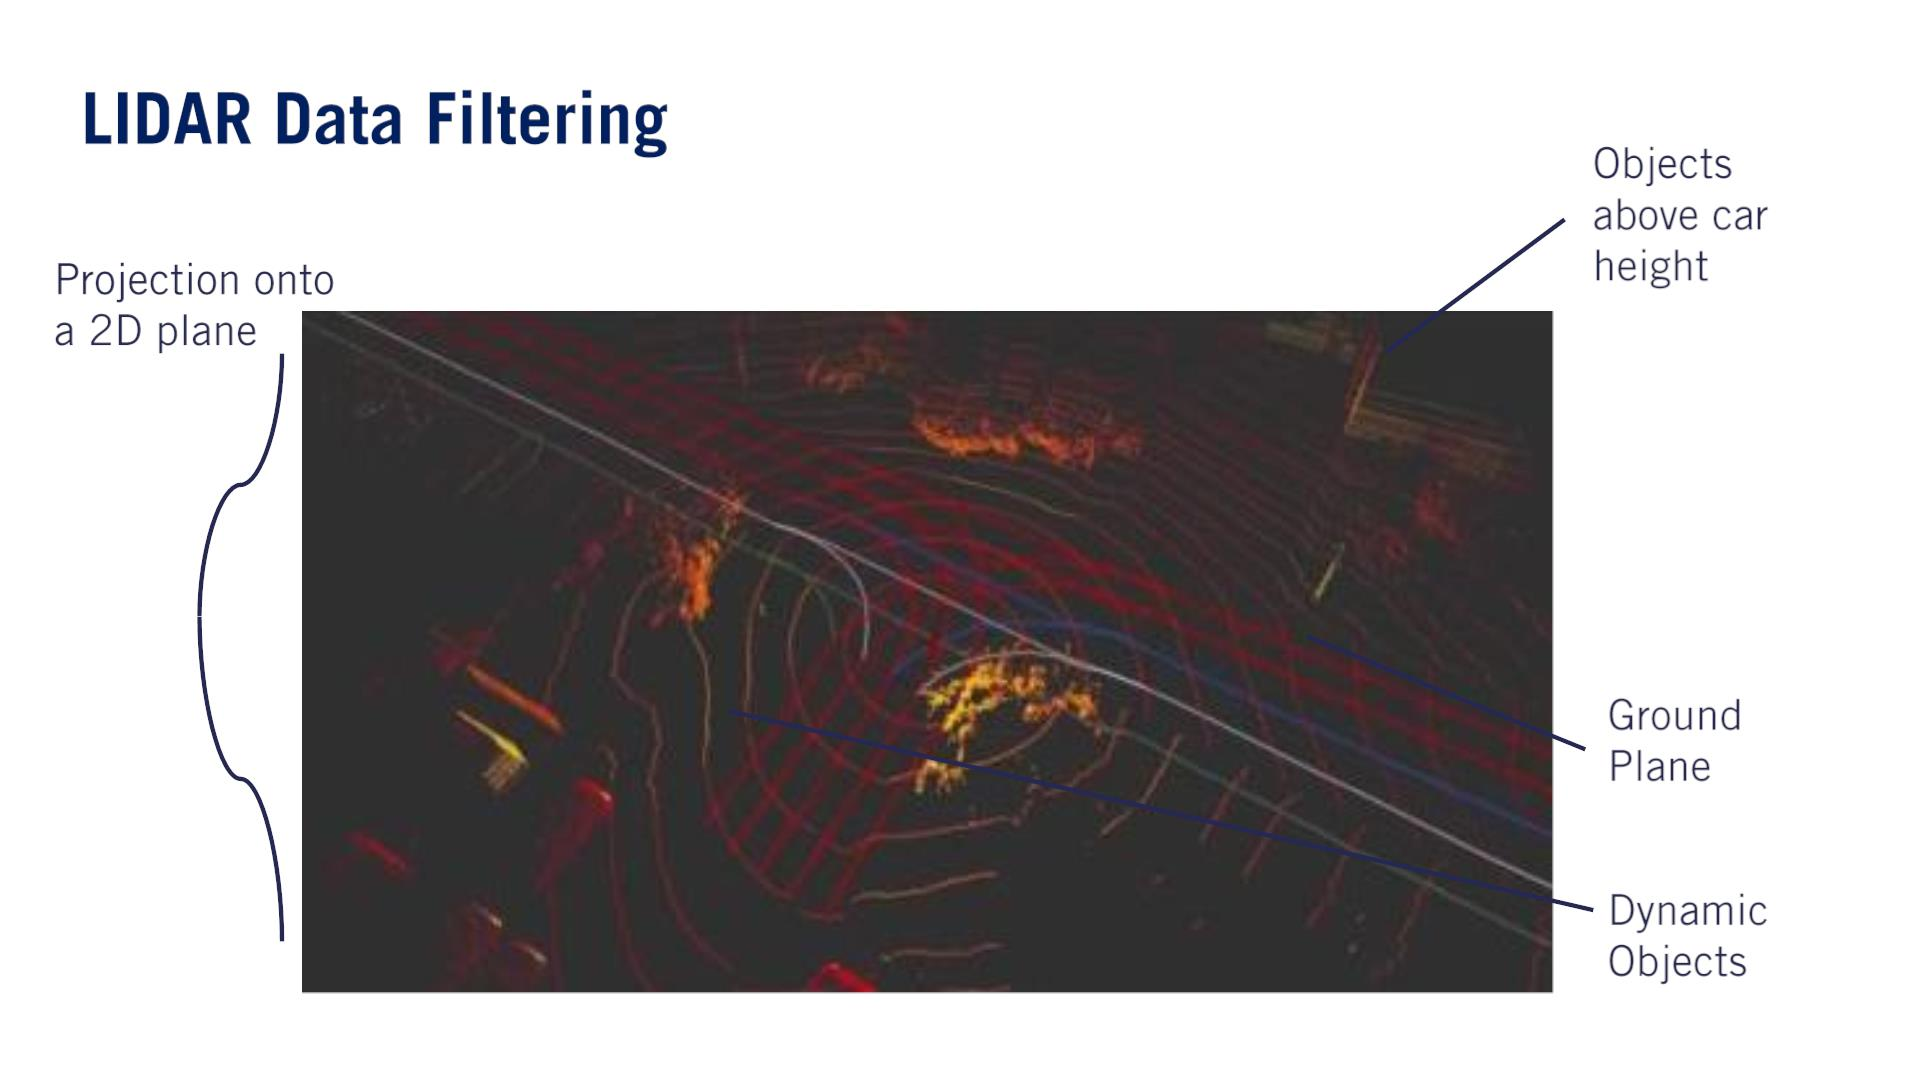 LIDAR Data Filtering
Objects
above car
height
Projection onto
a 2D plane
Ground
Plane
Dynamic
Objects